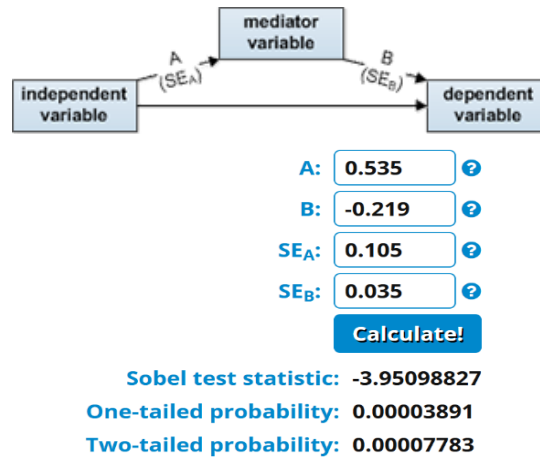 mediator
variable
A
(SEA)
B
(SEB)
independent
variable
dependent
variable
A: 0.535 ?
B: -0.219 ?
SEA: 0.105 ?
SEB: 0.035 ?
Calculate!
Sobel test statistic: -3.95098827
One-tailed probability: 0.00003891
Two-tailed probability: 0.00007783